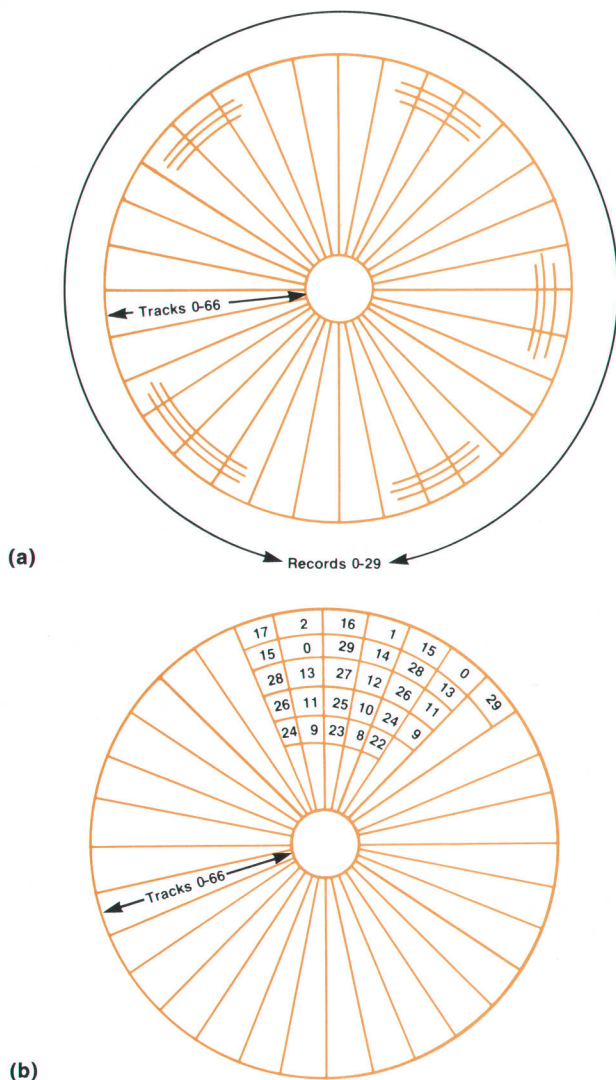 Tracks 0-66
(a)
Records 0-29
17 2 16 1 15 0 29
15 0 29 14 28 13
28 13 27 12 26 11
26 11 25 10 24 9
24 9 23 8 22
Tracks 0-66
(b)